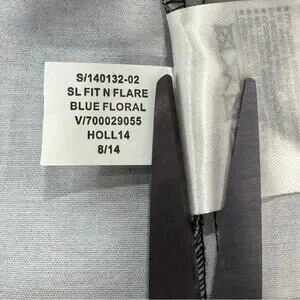 S/140132-02
SL FIT N FLARE
BLUE FLORAL
V/700029055
HOLL14
8/14